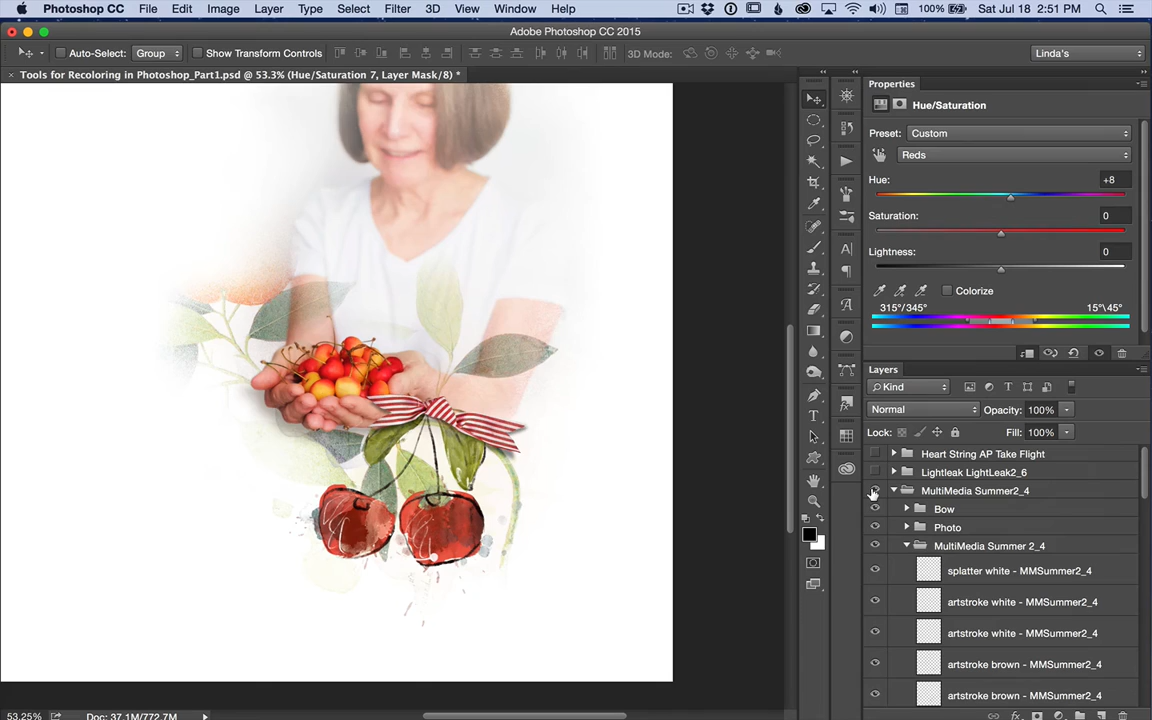 Photoshop CC File Edit Image Layer Type Select Filter 3D View Window Help 100% Sat Jul 18 2:51 PM
Adobe Photoshop CC 2015
Auto-Select: Group Show Transform Controls 3D Mode: Linda's
× Tools for Recoloring in Photoshop_Part1.psd @ 53.3% (Hue/Saturation 7, Layer Mask/8) *
Properties
Hue/Saturation
Preset: Custom
Reds
Hue: +8
Saturation: 0
Lightness: 0
Colorize
315°/345° 15°\45°
Layers
Kind
Normal Opacity: 100%
Lock: Fill: 100%
Heart String AP Take Flight
Lightleak LightLeak2_6
MultiMedia Summer2_4
Bow
Photo
MultiMedia Summer 2_4
splatter white - MMSummer2_4
artstroke white - MMSummer2_4
artstroke white - MMSummer2_4
artstroke brown - MMSummer2_4
artstroke brown - MMSummer2_4
53.25% Doc: 37.1M/772.7M